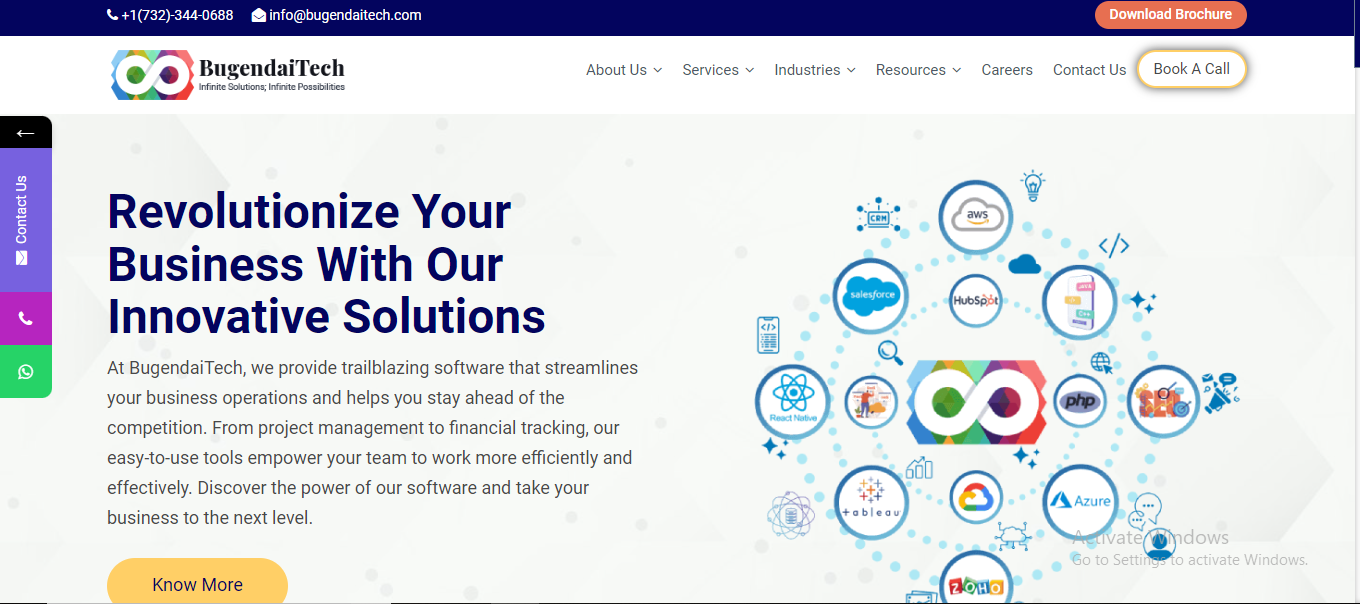 +1(732)-344-0688 info@bugendaitech.com
Download Brochure
BugendaiTech
Infinite Solutions; Infinite Possibilities
About Us Services Industries Resources Careers Contact Us Book A Call
Contact Us
Revolutionize Your
Business With Our
Innovative Solutions
At BugendaiTech, we provide trailblazing software that streamlines
your business operations and helps you stay ahead of the
competition. From project management to financial tracking, our
easy-to-use tools empower your team to work more efficiently and
effectively. Discover the power of our software and take your
business to the next level.
Know More
aws
CRM
</>
salesforce
HubSpot
JAVA
C++
</>
React Native
php
+ableau
Azure
ZOHO
Activate Windows
Go to Settings to activate Windows.